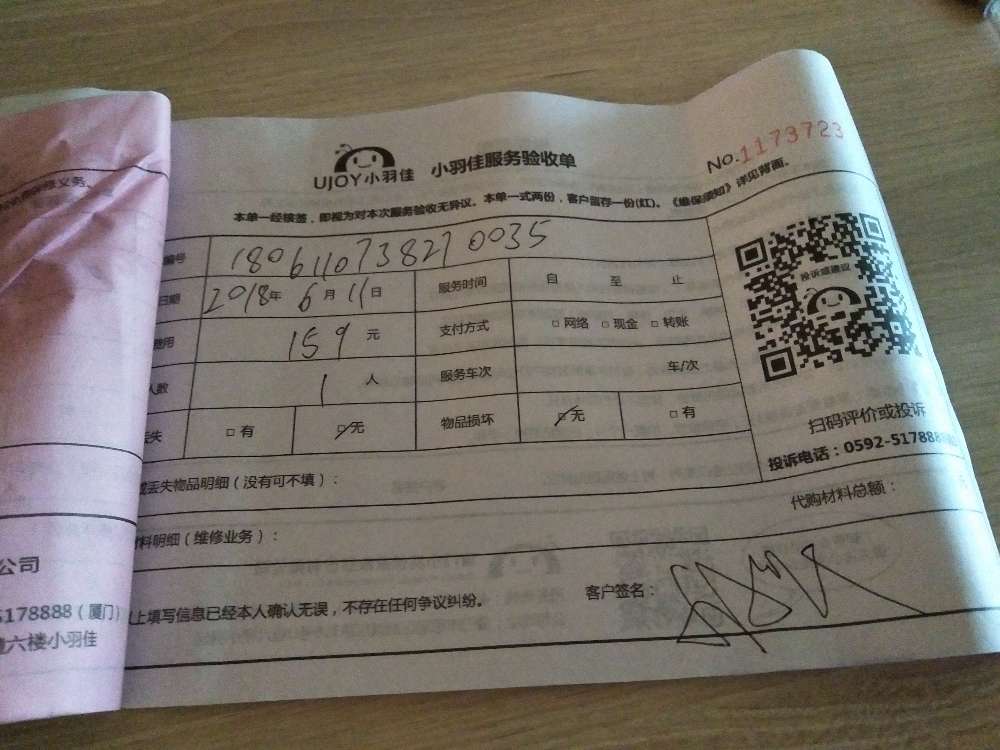 修义务。
UJOY小羽佳 小羽佳服务验收单 No.1173723
本单一经镜签，即视为对本次服务验收无异议。本单一式两份，客户留存一份(红)。《维保须知》详见背面。
编号 180611073827 0035
日期 2018年 6月 11日 服务时间 自 至 止
费用 159 元 支付方式 □ 网络 □ 现金 □ 转账
人数 1 人 服务车次 车/次
丢失 □ 有 □ 无 物品损坏 □ 无 □ 有
投诉或建议
扫码评价或投诉
投诉电话：0592-5178888
丢失物品明细（没有可不填）：
材料明细（维修业务）： 代购材料总额：
以上填写信息已经本人确认无误，不存在任何争议纠纷。 客户签名：
公司
5178888（厦门）
六楼小羽佳